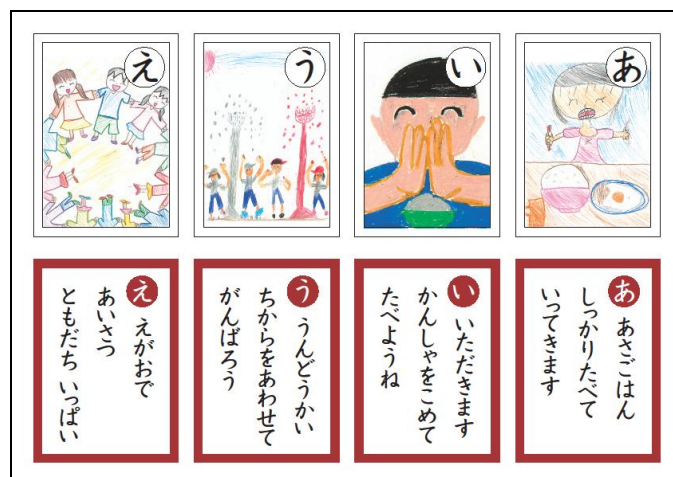 あ
い
う
え
あ
あさごはん
しっかりたべて
いってきます
い
いただきます
かんしゃをこめて
たべようね
う
うんどうかい
ちからをあわせて
がんばろう
え
えがおで
あいさつ
ともだち いっぱい